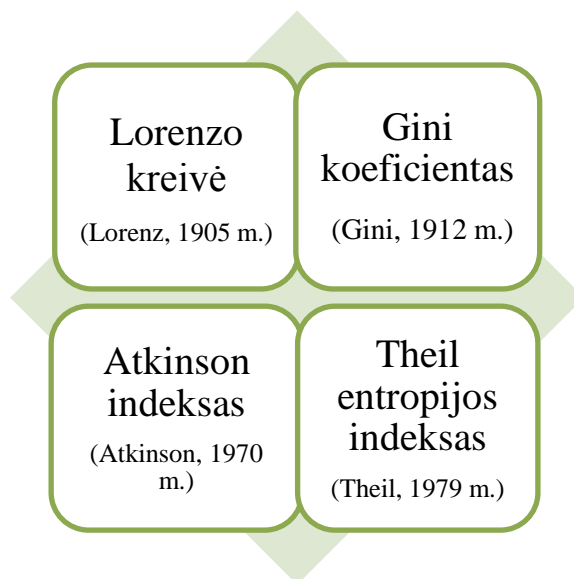 Lorenzo
kreivė
(Lorenz, 1905 m.)
Gini
koeficientas
(Gini, 1912 m.)
Atkinson
indeksas
(Atkinson, 1970
m.)
Theil
entropijos
indeksas
(Theil, 1979 m.)